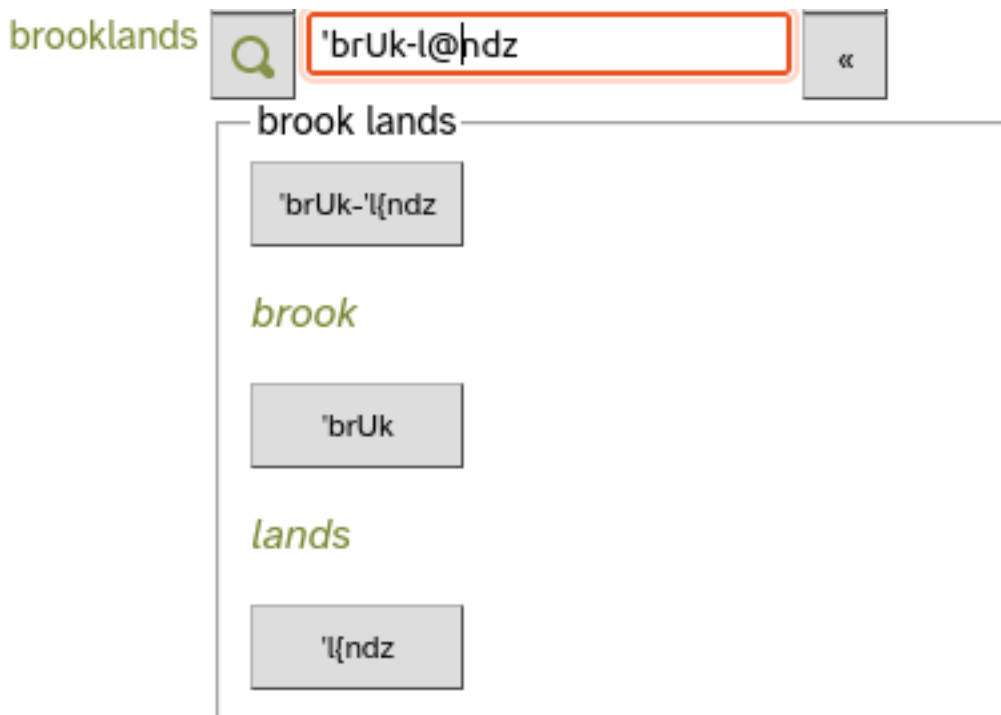 brooklands 'brUk-l@ndz «
brook lands
'brUk-'l{ndz
brook
'brUk
lands
'l{ndz